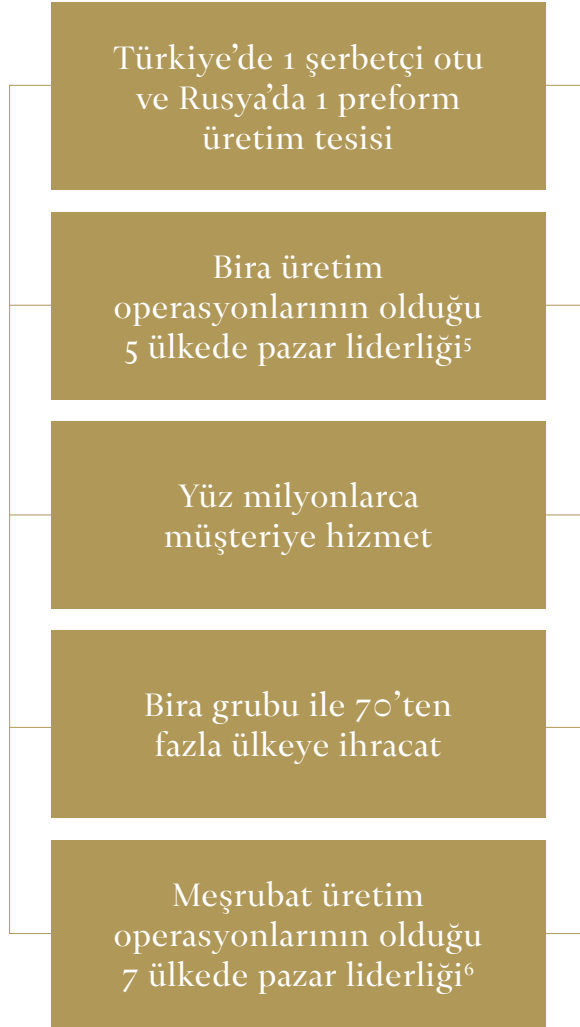 Türkiye’de 1 şerbetçi otu
ve Rusya’da 1 preform
üretim tesisi
Bira üretim
operasyonlarının olduğu
5 ülkede pazar liderliği⁵
Yüz milyonlarca
müşteriye hizmet
Bira grubu ile 70’ten
fazla ülkeye ihracat
Meşrubat üretim
operasyonlarının olduğu
7 ülkede pazar liderliği⁶